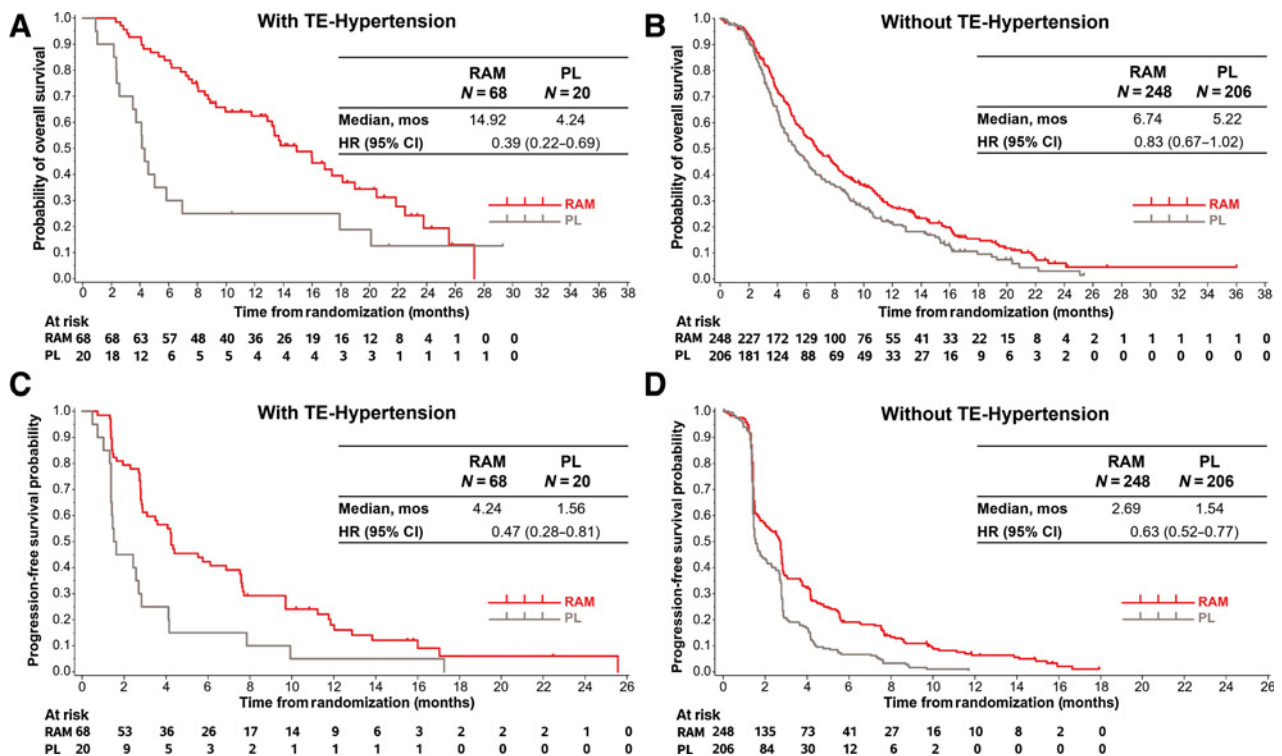 A
With TE-Hypertension
Probability of overall survival
1.0
0.9
0.8
0.7
0.6
0.5
0.4
0.3
0.2
0.1
0.0
RAM PL
N = 68 N = 20
Median, mos 14.92 4.24
HR (95% CI) 0.39 (0.22–0.69)
RAM
PL
0 2 4 6 8 10 12 14 16 18 20 22 24 26 28 30 32 34 36 38
Time from randomization (months)
At risk
RAM 68 68 63 57 48 40 36 26 19 16 12 8 4 1 0 0
PL 20 18 12 6 5 5 4 4 4 3 3 1 1 1 1 0
B
Without TE-Hypertension
Probability of overall survival
1.0
0.9
0.8
0.7
0.6
0.5
0.4
0.3
0.2
0.1
0.0
RAM PL
N = 248 N = 206
Median, mos 6.74 5.22
HR (95% CI) 0.83 (0.67–1.02)
RAM
PL
0 2 4 6 8 10 12 14 16 18 20 22 24 26 28 30 32 34 36 38
Time from randomization (months)
At risk
RAM 248 227 172 129 100 76 55 41 33 22 15 8 4 2 1 1 1 1 1 0
PL 206 181 124 88 69 49 33 27 16 9 6 3 2 0 0 0 0 0 0
C
With TE-Hypertension
Progression-free survival probability
1.0
0.9
0.8
0.7
0.6
0.5
0.4
0.3
0.2
0.1
0.0
RAM PL
N = 68 N = 20
Median, mos 4.24 1.56
HR (95% CI) 0.47 (0.28–0.81)
RAM
PL
0 2 4 6 8 10 12 14 16 18 20 22 24 26
Time from randomization (months)
At risk
RAM 68 53 36 26 17 14 9 6 3 2 2 2 1 0
PL 20 9 5 3 2 1 1 1 1 0 0 0 0 0
D
Without TE-Hypertension
Progression-free survival probability
1.0
0.9
0.8
0.7
0.6
0.5
0.4
0.3
0.2
0.1
0.0
RAM PL
N = 248 N = 206
Median, mos 2.69 1.54
HR (95% CI) 0.63 (0.52–0.77)
RAM
PL
0 2 4 6 8 10 12 14 16 18 20 22 24 26
Time from randomization (months)
At risk
RAM 248 135 73 41 27 16 10 8 2 0
PL 206 84 30 12 6 2 0 0 0 0